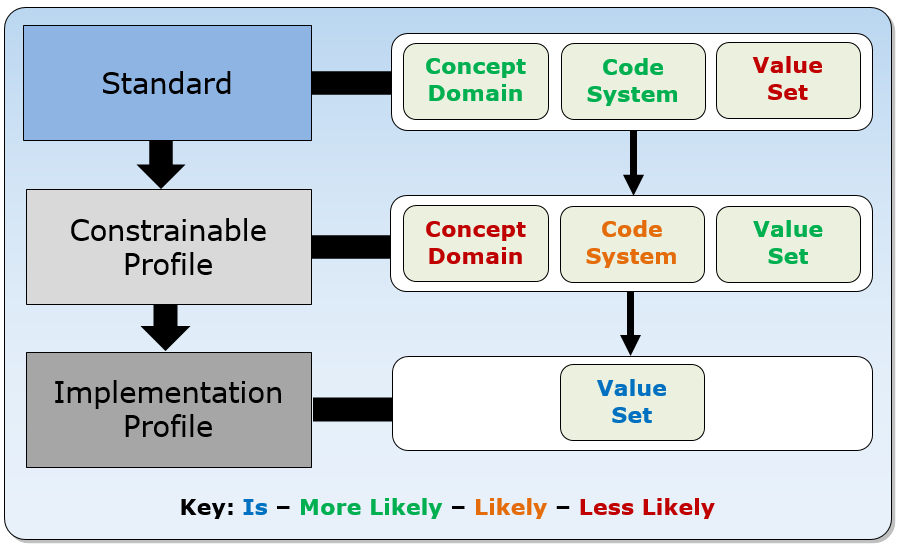 Standard
Concept
Domain
Code
System
Value
Set
Constrainable
Profile
Concept
Domain
Code
System
Value
Set
Implementation
Profile
Value
Set
Key: Is – More Likely – Likely – Less Likely